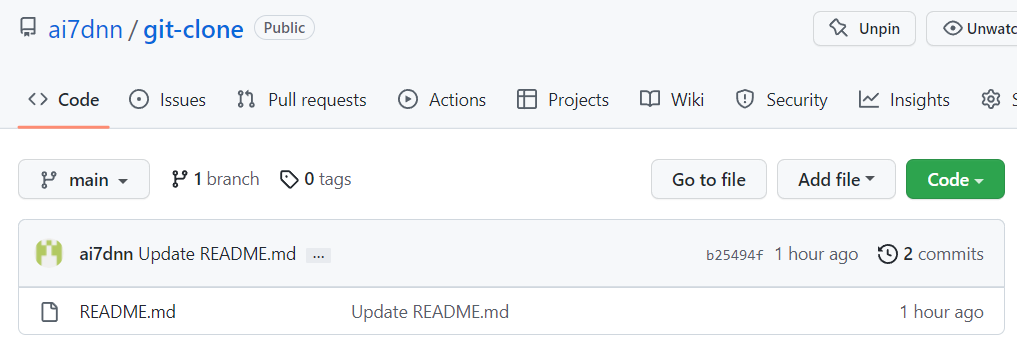 ai7dnn / git-clone Public Unpin Unwatc
Code Issues Pull requests Actions Projects Wiki Security Insights S
main 1 branch 0 tags Go to file Add file Code
ai7dnn Update README.md ... b25494f 1 hour ago 2 commits
README.md Update README.md 1 hour ago